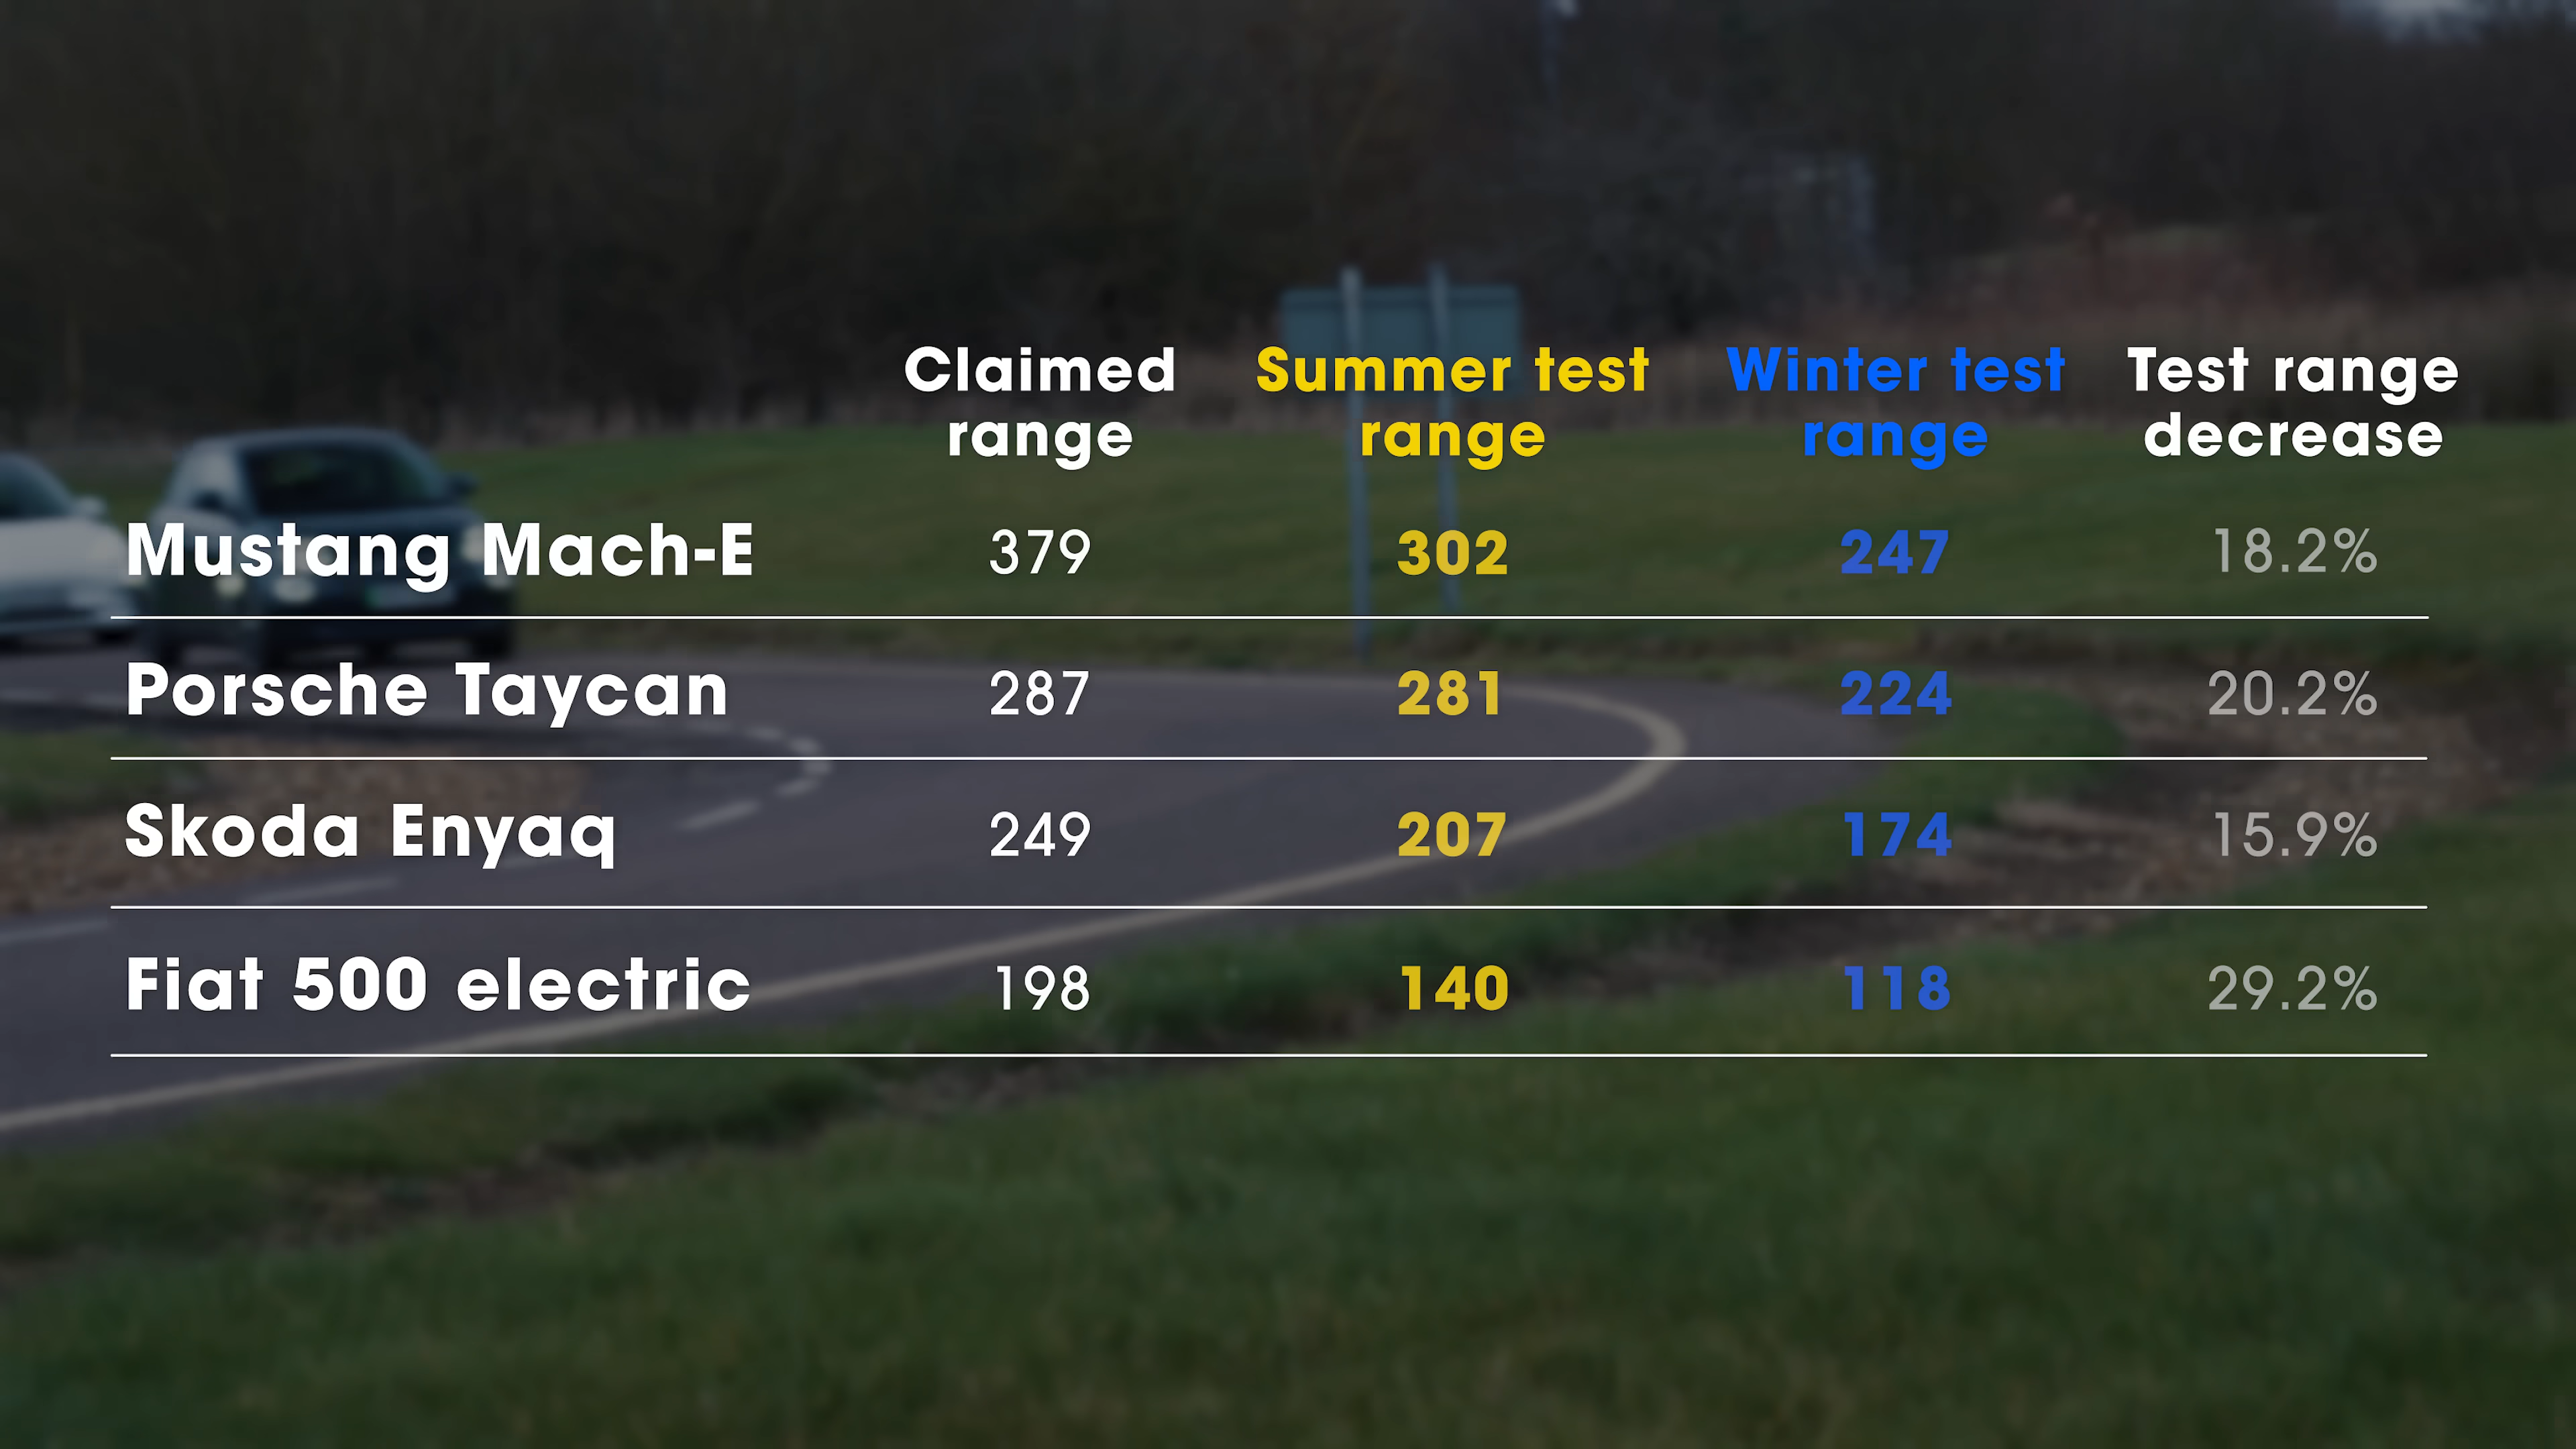 Claimed range Summer test range Winter test range Test range decrease
Mustang Mach-E 379 302 247 18.2%
Porsche Taycan 287 281 224 20.2%
Skoda Enyaq 249 207 174 15.9%
Fiat 500 electric 198 140 118 29.2%